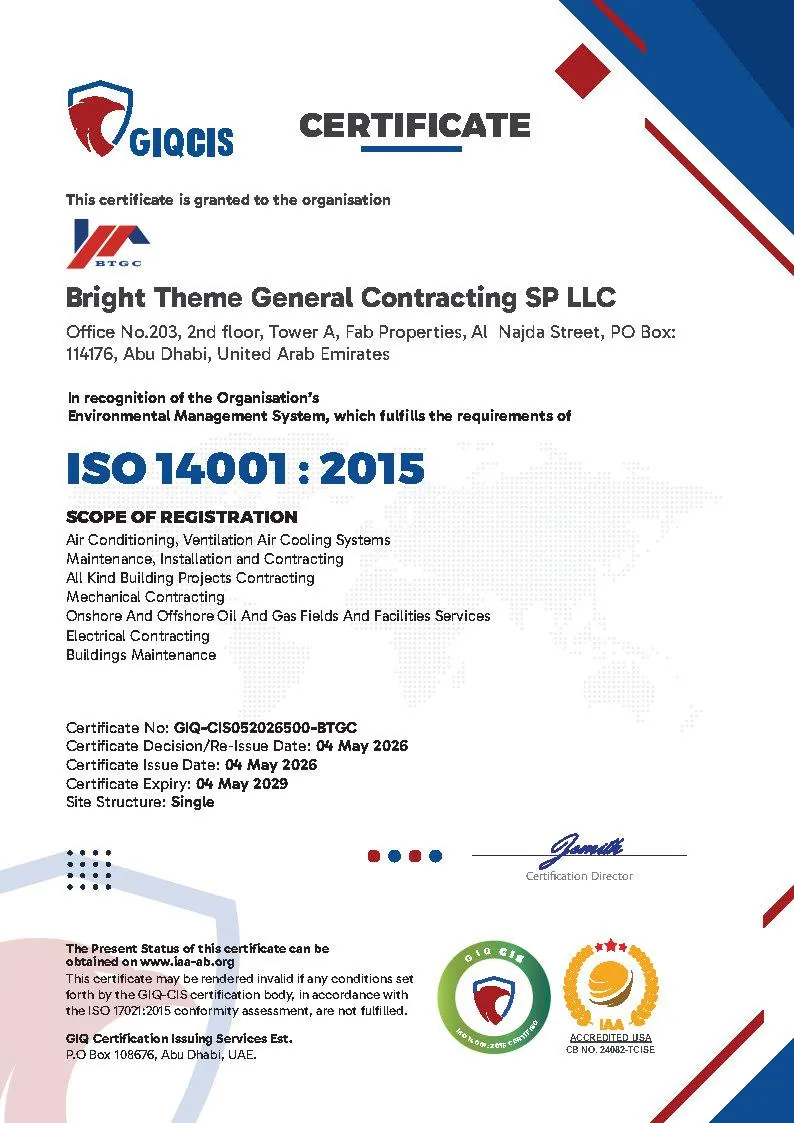 GIQCIS
CERTIFICATE
This certificate is granted to the organisation
BTGC
Bright Theme General Contracting SP LLC
Office No.203, 2nd floor, Tower A, Fab Properties, Al Najda Street, PO Box:
114176, Abu Dhabi, United Arab Emirates
In recognition of the Organisation's
Environmental Management System, which fulfills the requirements of
ISO 14001 : 2015
SCOPE OF REGISTRATION
Air Conditioning, Ventilation Air Cooling Systems
Maintenance, Installation and Contracting
All Kind Building Projects Contracting
Mechanical Contracting
Onshore And Offshore Oil And Gas Fields And Facilities Services
Electrical Contracting
Buildings Maintenance
Certificate No: GIQ-CIS052026500-BTGC
Certificate Decision/Re-Issue Date: 04 May 2026
Certificate Issue Date: 04 May 2026
Certificate Expiry: 04 May 2029
Site Structure: Single
Jsmith
Certification Director
The Present Status of this certificate can be
obtained on www.iaa-ab.org
This certificate may be rendered invalid if any conditions set
forth by the GIQ-CIS certification body, in accordance with
the ISO 17021:2015 conformity assessment, are not fulfilled.
GIQ Certification Issuing Services Est.
P.O Box 108676, Abu Dhabi, UAE.
GIQ CIS
ISO 14001:2015 CERTIFIED
IAA
ACCREDITED USA
CB NO. 24082-TCISE